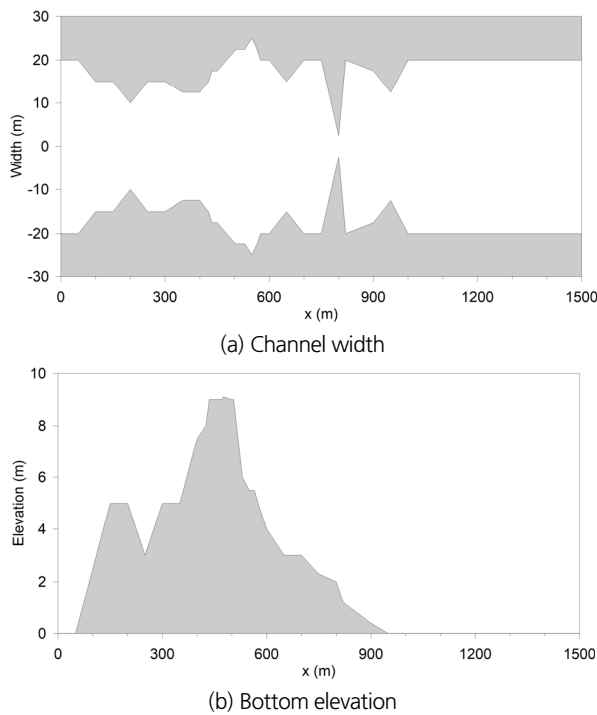 30
20
10
0
-10
-20
-30
Width (m)
0 300 600 900 1200 1500
x (m)
(a) Channel width
10
8
6
4
2
0
Elevation (m)
0 300 600 900 1200 1500
x (m)
(b) Bottom elevation